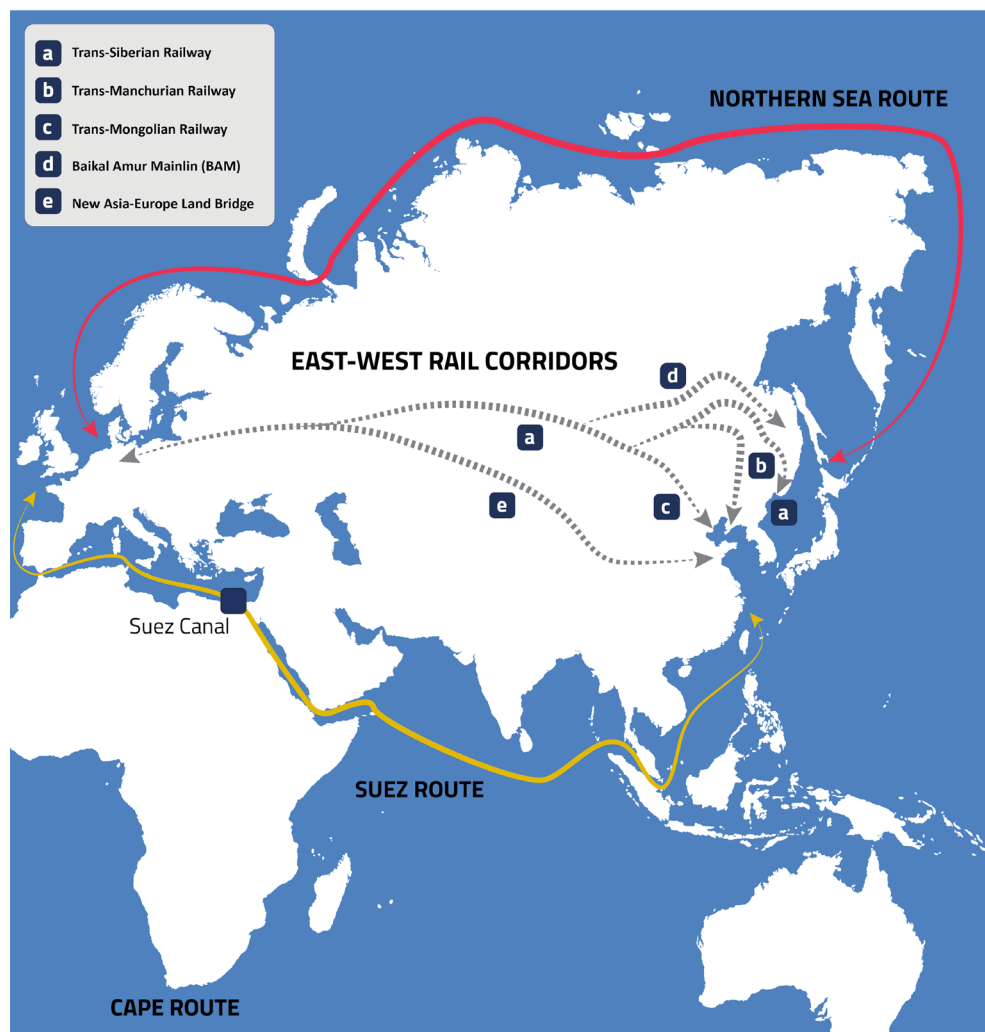 a Trans-Siberian Railway
b Trans-Manchurian Railway
c Trans-Mongolian Railway
d Baikal Amur Mainlin (BAM)
e New Asia-Europe Land Bridge
NORTHERN SEA ROUTE
EAST-WEST RAIL CORRIDORS
d
a
b
e
c
a
Suez Canal
SUEZ ROUTE
CAPE ROUTE